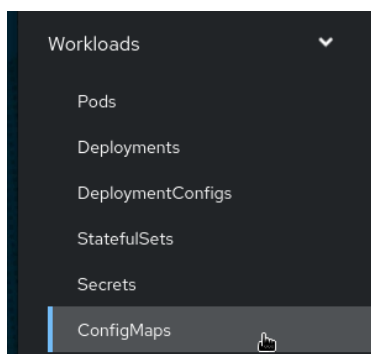 Workloads
Pods
Deployments
DeploymentConfigs
StatefulSets
Secrets
ConfigMaps